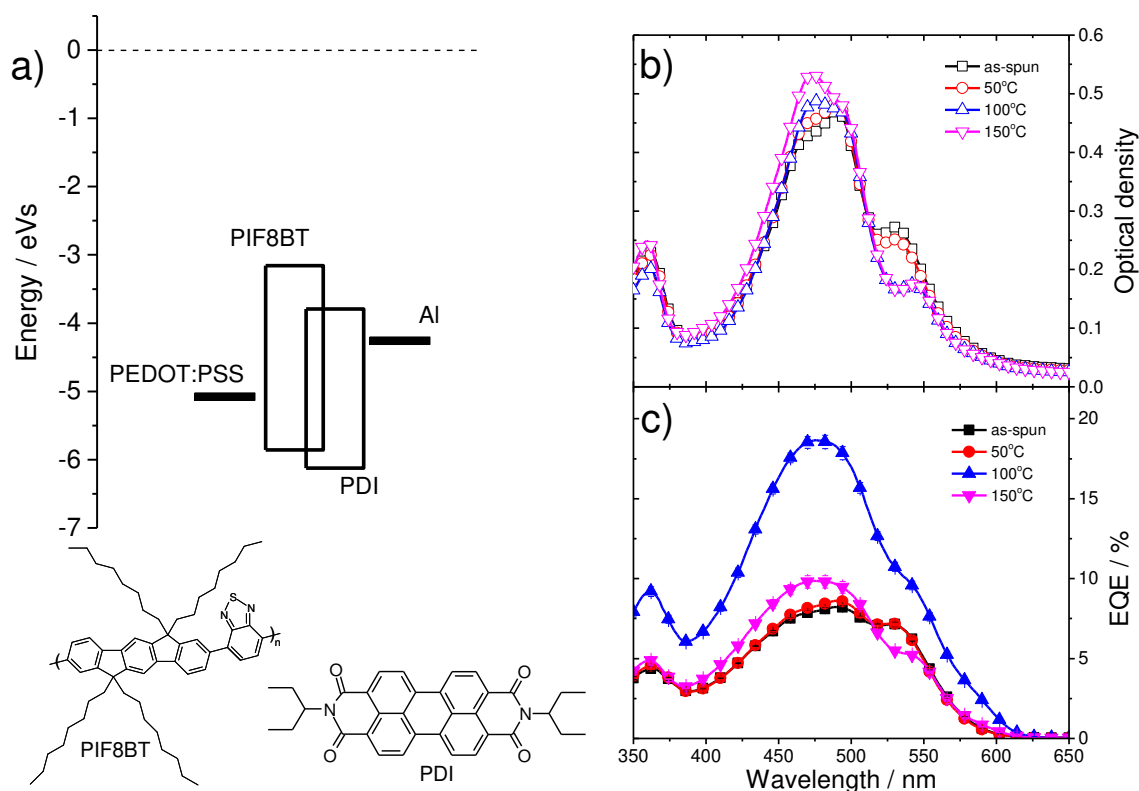 a)
0
-1
-2
-3
-4
-5
-6
-7
Energy / eVs
PIF8BT
Al
PEDOT:PSS
PDI
S
N
N
n
PIF8BT
O
O
N
N
O
O
PDI
b)
as-spun
50°C
100°C
150°C
0.6
0.5
0.4
0.3
0.2
0.1
0.0
Optical density
c)
as-spun
50°C
100°C
150°C
20
15
10
5
0
EQE / %
350
400
450
500
550
600
650
Wavelength / nm